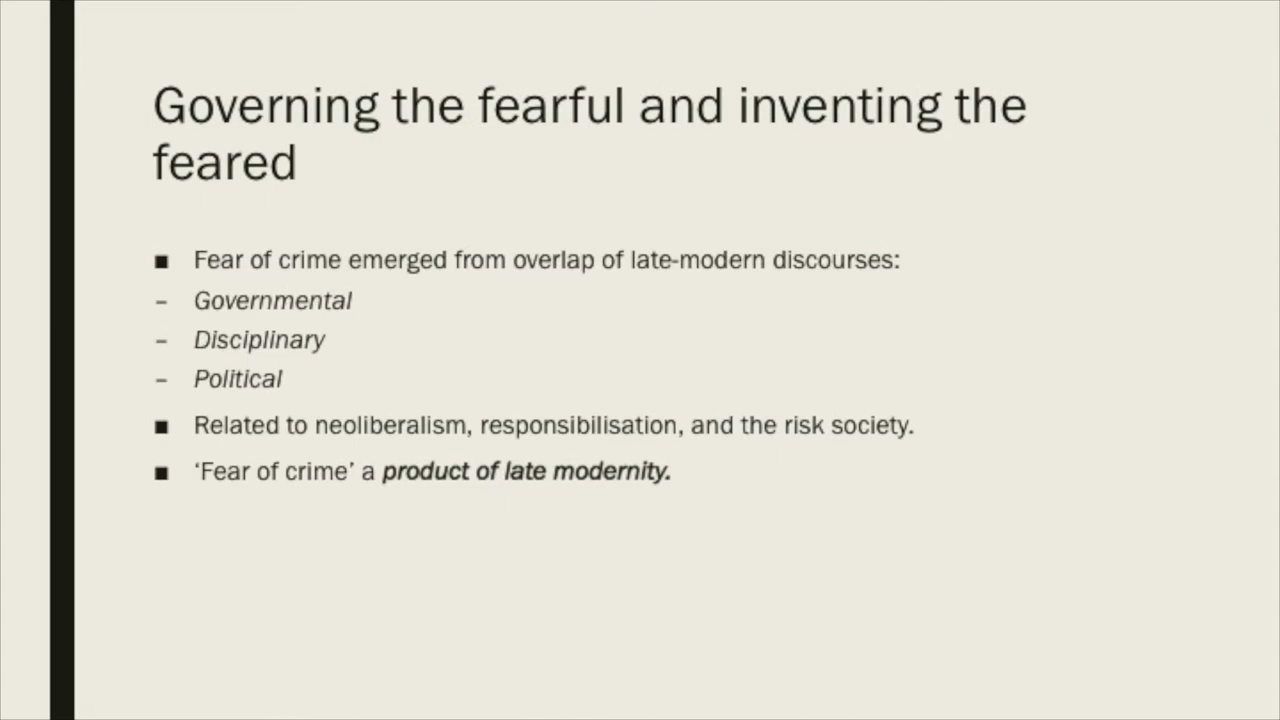 Governing the fearful and inventing the
feared
■ Fear of crime emerged from overlap of late-modern discourses:
– Governmental
– Disciplinary
– Political
■ Related to neoliberalism, responsibilisation, and the risk society.
■ ‘Fear of crime’ a product of late modernity.